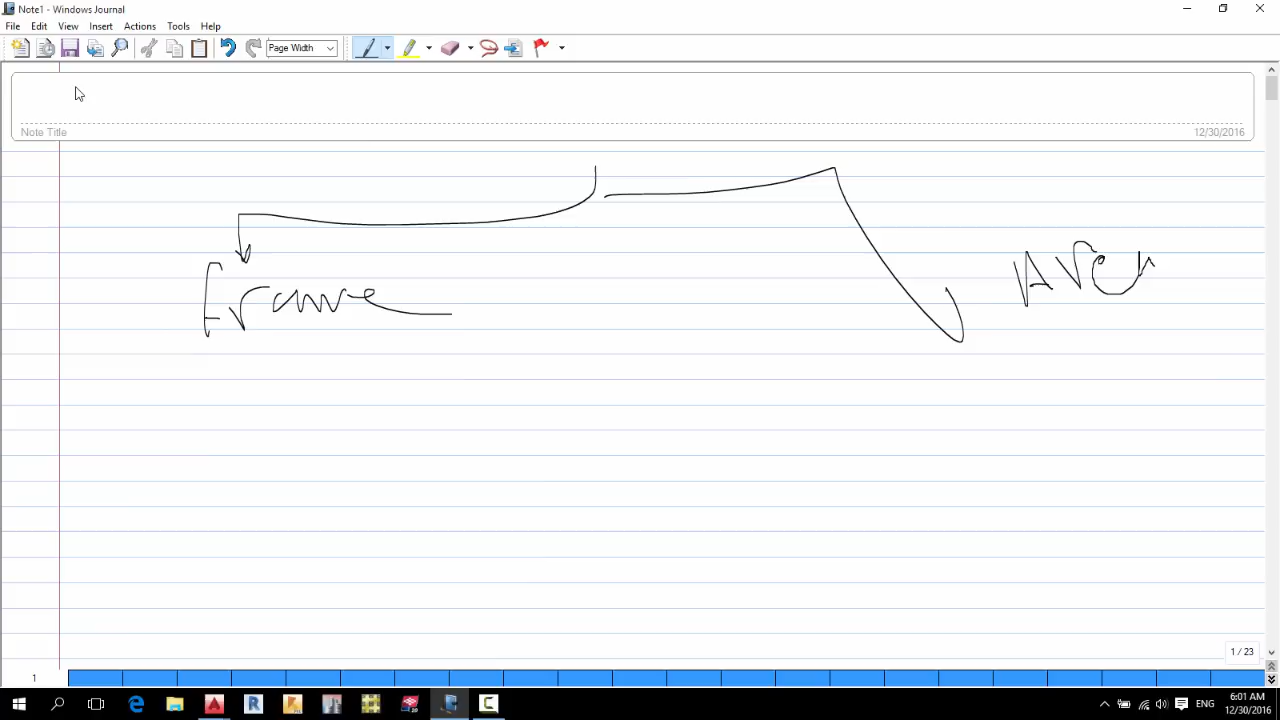 Note1 - Windows Journal
File Edit View Insert Actions Tools Help
Page Width
Note Title
12/30/2016
Frame
1 / 23
1
ENG
6:01 AM
12/30/2016